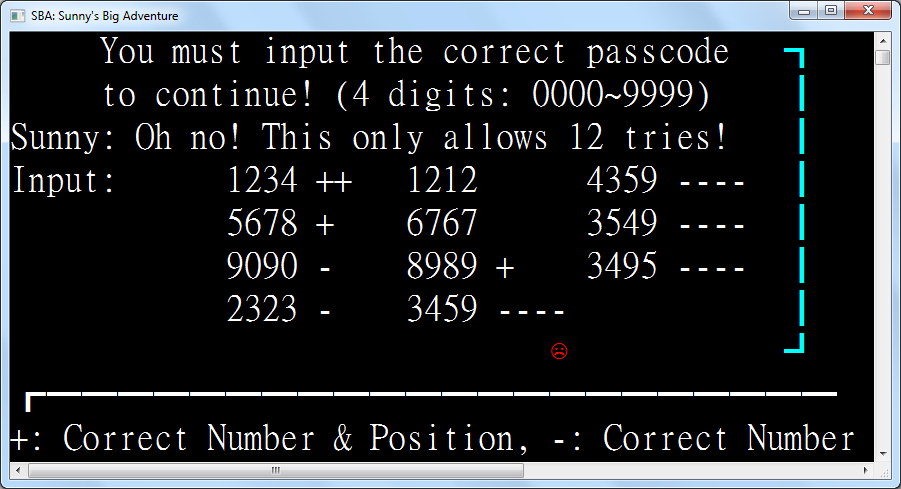 SBA: Sunny's Big Adventure
You must input the correct passcode
to continue! (4 digits: 0000~9999)
Sunny: Oh no! This only allows 12 tries!
Input: 1234 ++ 1212 4359 ----
5678 + 6767 3549 ----
9090 - 8989 + 3495 ----
2323 - 3459 ----
+: Correct Number & Position, -: Correct Number